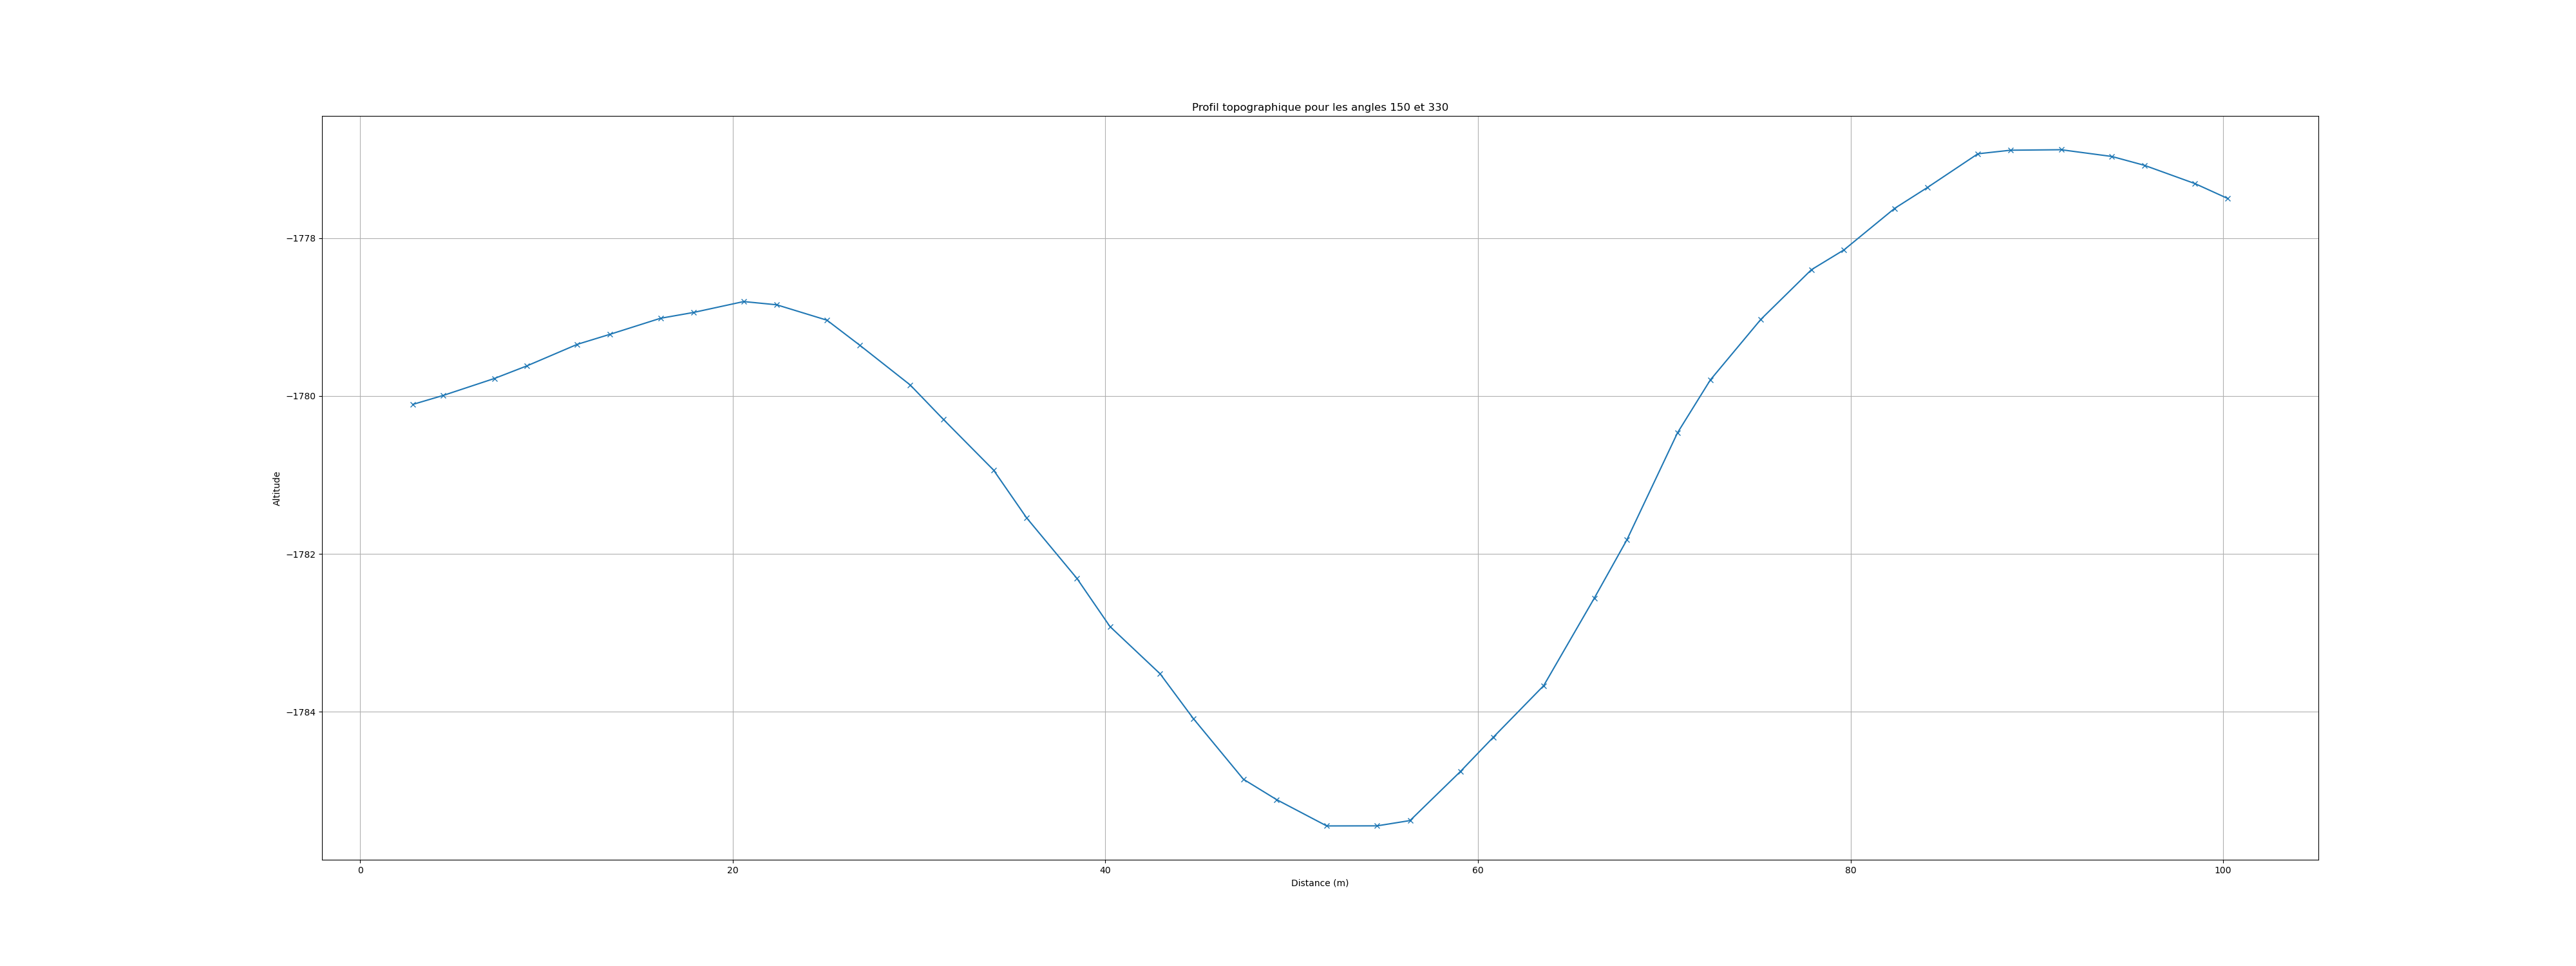 Profil topographique pour les angles 150 et 330
Altitude
−1778
−1780
−1782
−1784
0 20 40 60 80 100
Distance (m)